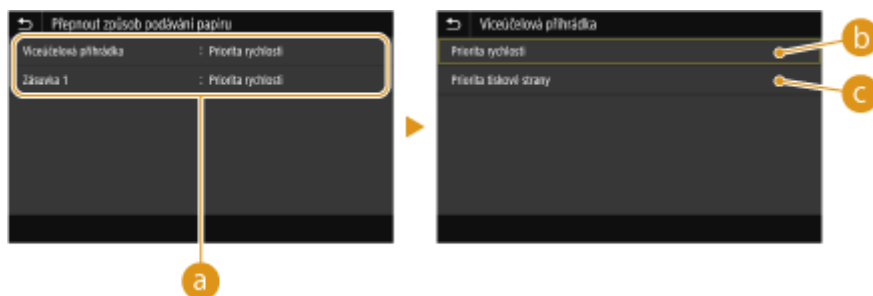 Přepnout způsob podávání papíru
Víceúčelová přihrádka : Priorita rychlosti
Zásuvka 1 : Priorita rychlosti
a
Víceúčelová přihrádka
Priorita rychlosti
b
Priorita tiskové strany
c